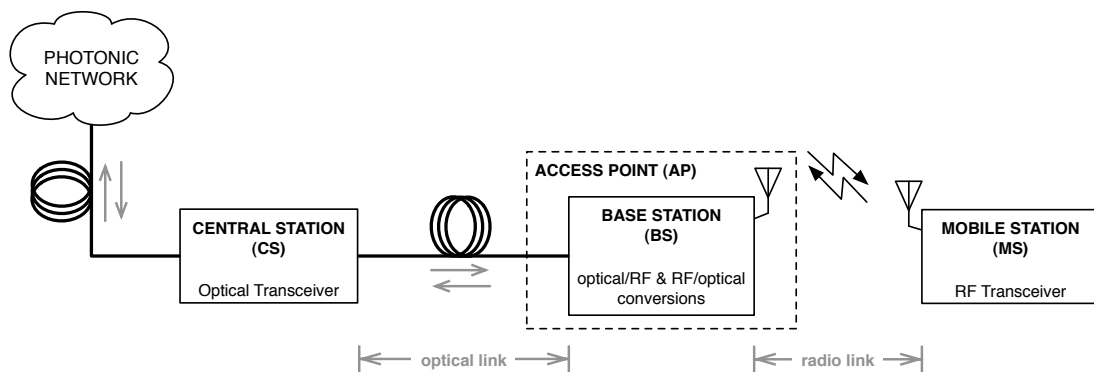 PHOTONIC
NETWORK
ACCESS POINT (AP)
CENTRAL STATION
(CS)
Optical Transceiver
BASE STATION
(BS)
optical/RF & RF/optical
conversions
MOBILE STATION
(MS)
RF Transceiver
optical link
radio link